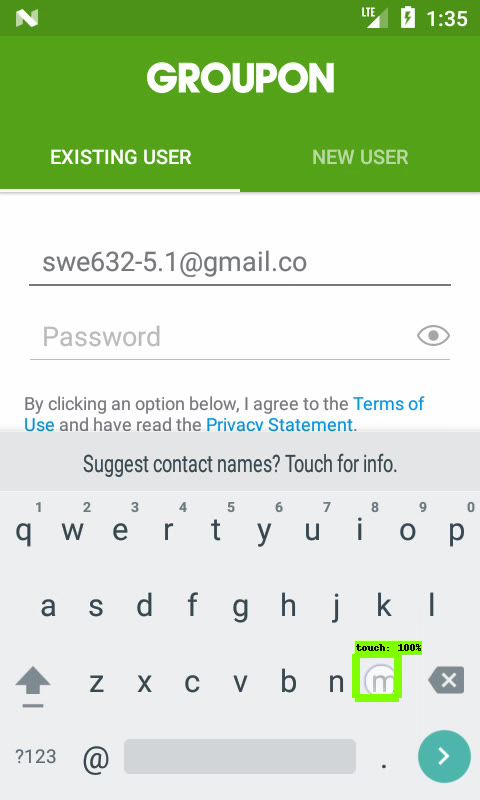 LTE 1:35
GROUPON
EXISTING USER NEW USER
swe632-5.1@gmail.co
Password
By clicking an option below, I agree to the Terms of
Use and have read the Privacy Statement.
Suggest contact names? Touch for info.
1 2 3 4 5 6 7 8 9 0
q w e r t y u i o p
a s d f g h j k l
touch: 100%
z x c v b n m
?123 @ .